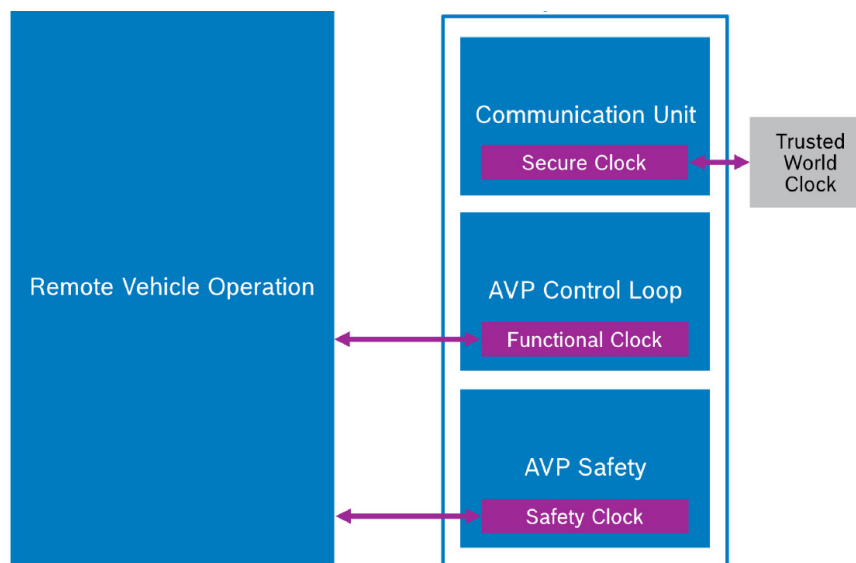 Remote Vehicle Operation
Communication Unit
Secure Clock
Trusted
World
Clock
AVP Control Loop
Functional Clock
AVP Safety
Safety Clock